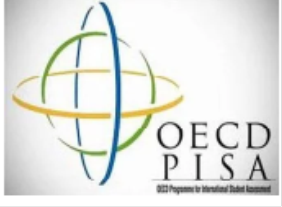 OECD
PISA
OECD Programme for International Student Assessment